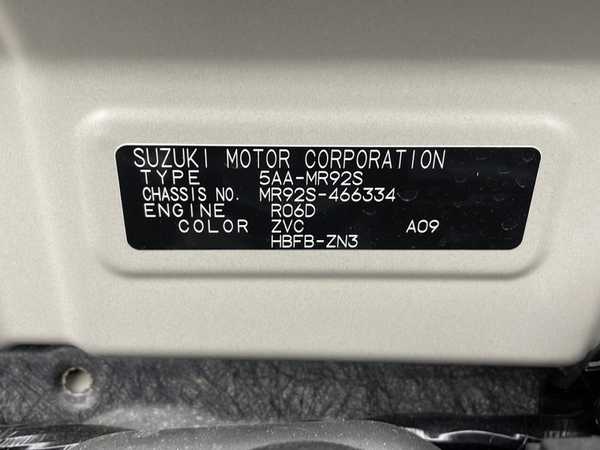 SUZUKI MOTOR CORPORATION
TYPE 5AA-MR92S
CHASSIS NO. MR92S-466334
ENGINE R06D
COLOR ZVC A09
HBFB-ZN3